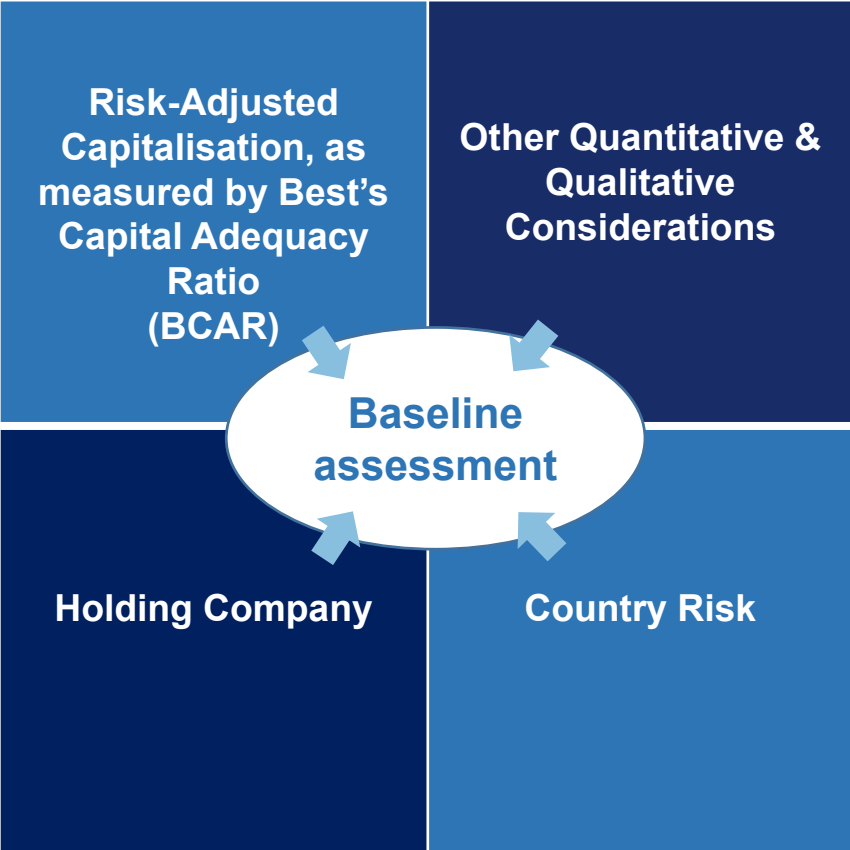 Risk-Adjusted
Capitalisation, as
measured by Best’s
Capital Adequacy
Ratio
(BCAR)
Other Quantitative &
Qualitative
Considerations
Baseline
assessment
Holding Company
Country Risk